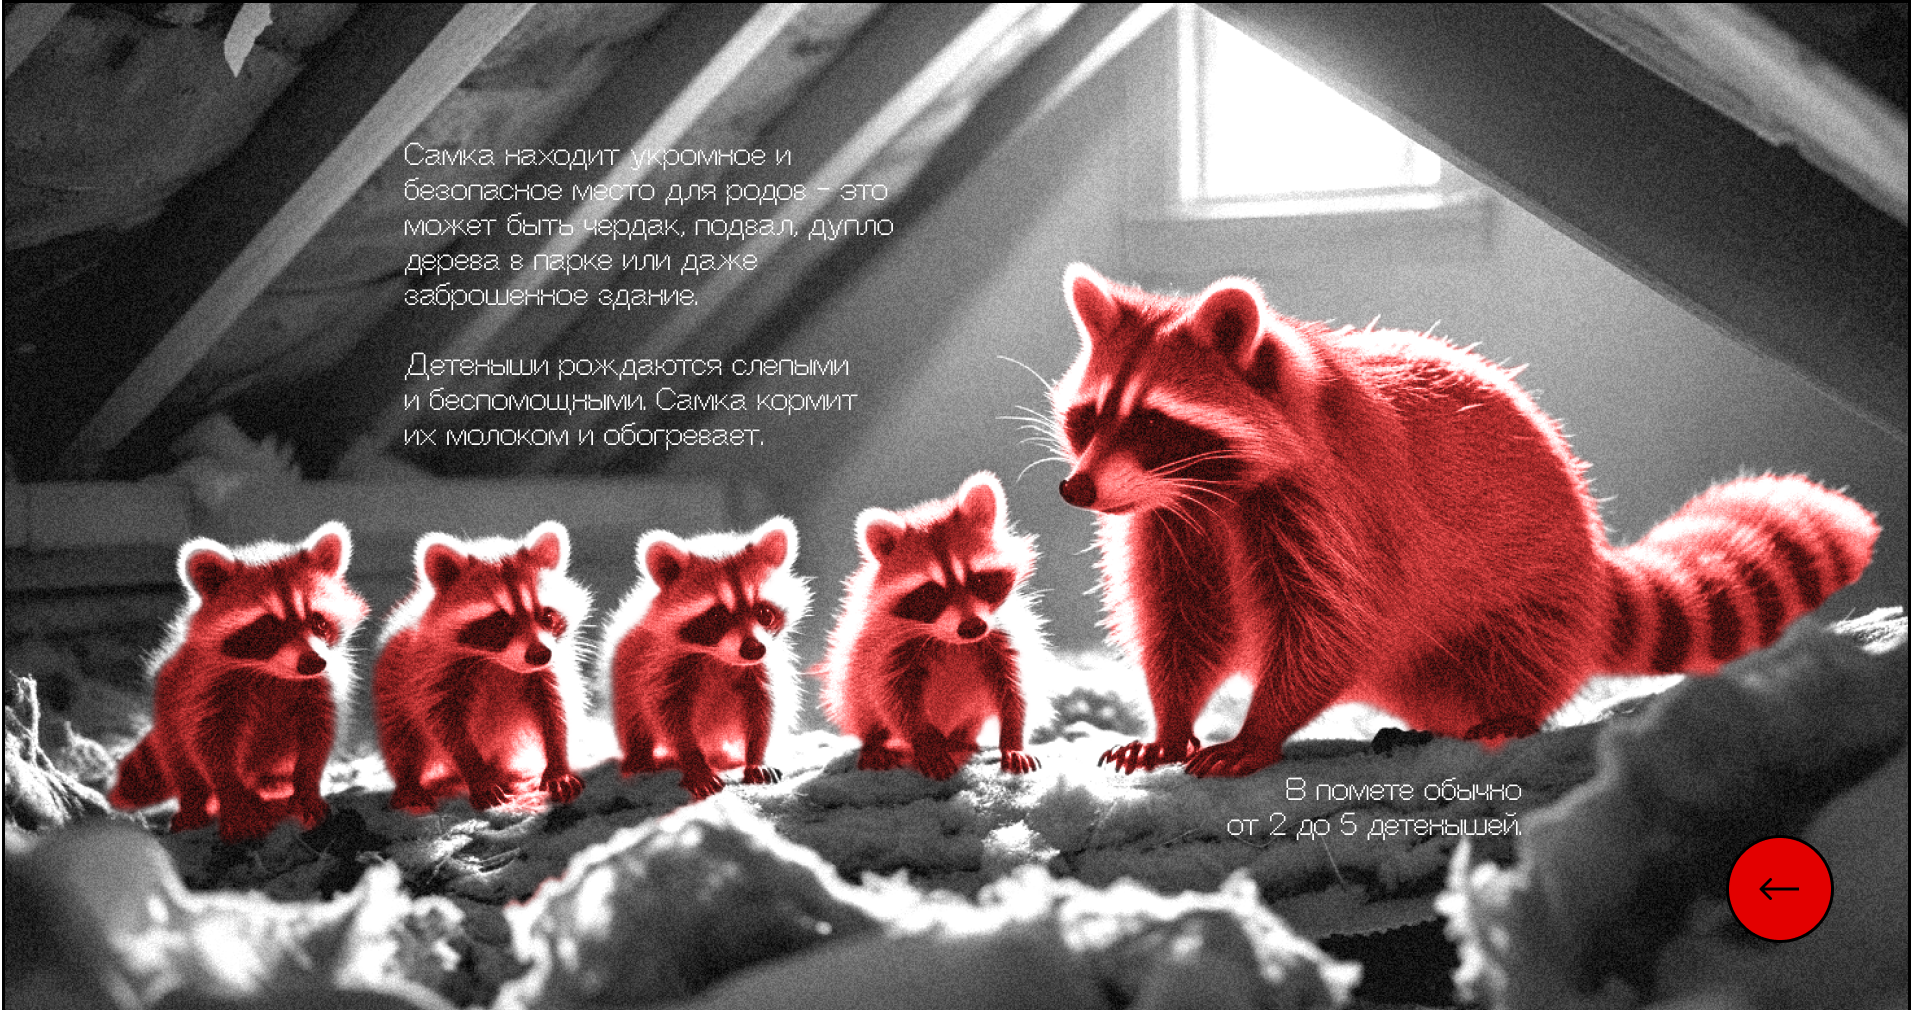 Самка находит укромное и
безопасное место для родов – это
может быть чердак, подвал, дупло
дерева в парке или даже
заброшенное здание.
Детеныши рождаются слепыми
и беспомощными. Самка кормит
их молоком и обогревает.
В помете обычно
от 2 до 5 детенышей.